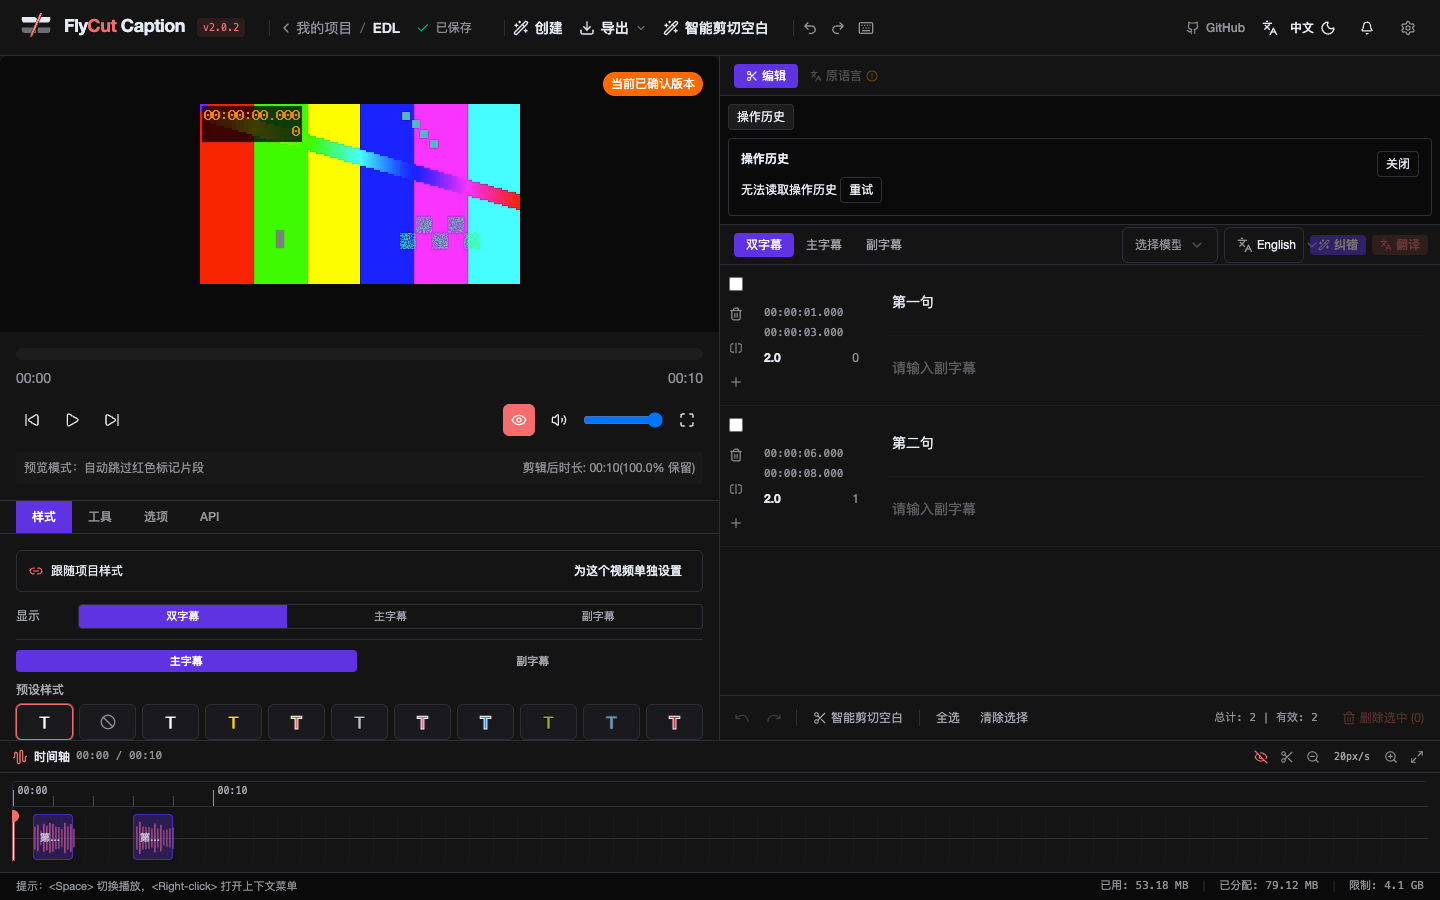 FlyCut Caption v2.0.2
我的项目 / EDL 已保存
创建 导出 智能剪切空白
GitHub 中文
当前已确认版本
00:00:00.000
0
00:00 00:10
预览模式：自动跳过红色标记片段 剪辑后时长: 00:10(100.0% 保留)
样式 工具 选项 API
跟随项目样式 为这个视频单独设置
显示 双字幕 主字幕 副字幕
主字幕 副字幕
预设样式
T T T T T T T T T T
编辑 原语言
操作历史
操作历史
关闭
无法读取操作历史 重试
双字幕 主字幕 副字幕 选择模型 English 纠错 翻译
第一句
00:00:01.000
00:00:03.000
2.0 0
请输入副字幕
第二句
00:00:06.000
00:00:08.000
2.0 1
请输入副字幕
智能剪切空白 全选 清除选择 总计: 2 | 有效: 2 删除选中 (0)
时间轴 00:00 / 00:10 20px/s
00:00 00:10
第... 第...
提示: <Space> 切换播放, <Right-click> 打开上下文菜单 已用: 53.18 MB 已分配: 79.12 MB 限制: 4.1 GB